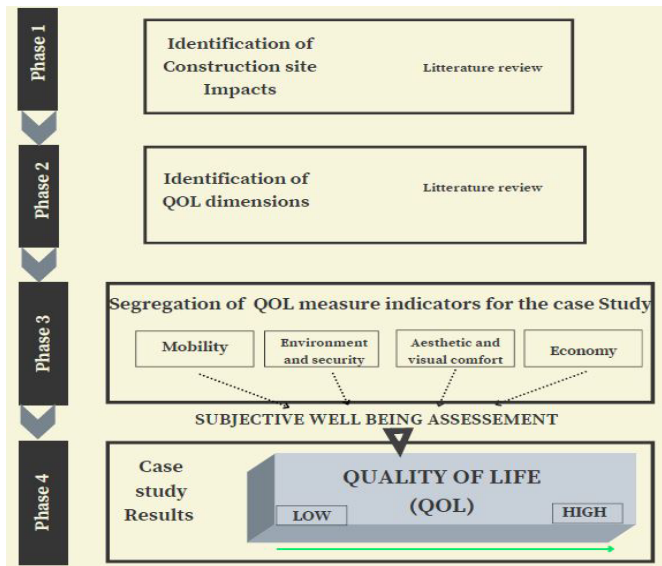 Phase 1
Identification of
Construction site
Impacts
Litterature review
Phase 2
Identification of
QOL dimensions
Litterature review
Phase 3
Segregation of QOL measure indicators for the case Study
Mobility
Environment
and security
Aesthetic and
visual comfort
Economy
SUBJECTIVE WELL BEING ASSESSEMENT
Phase 4
Case
study
Results
QUALITY OF LIFE
(QOL)
LOW
HIGH